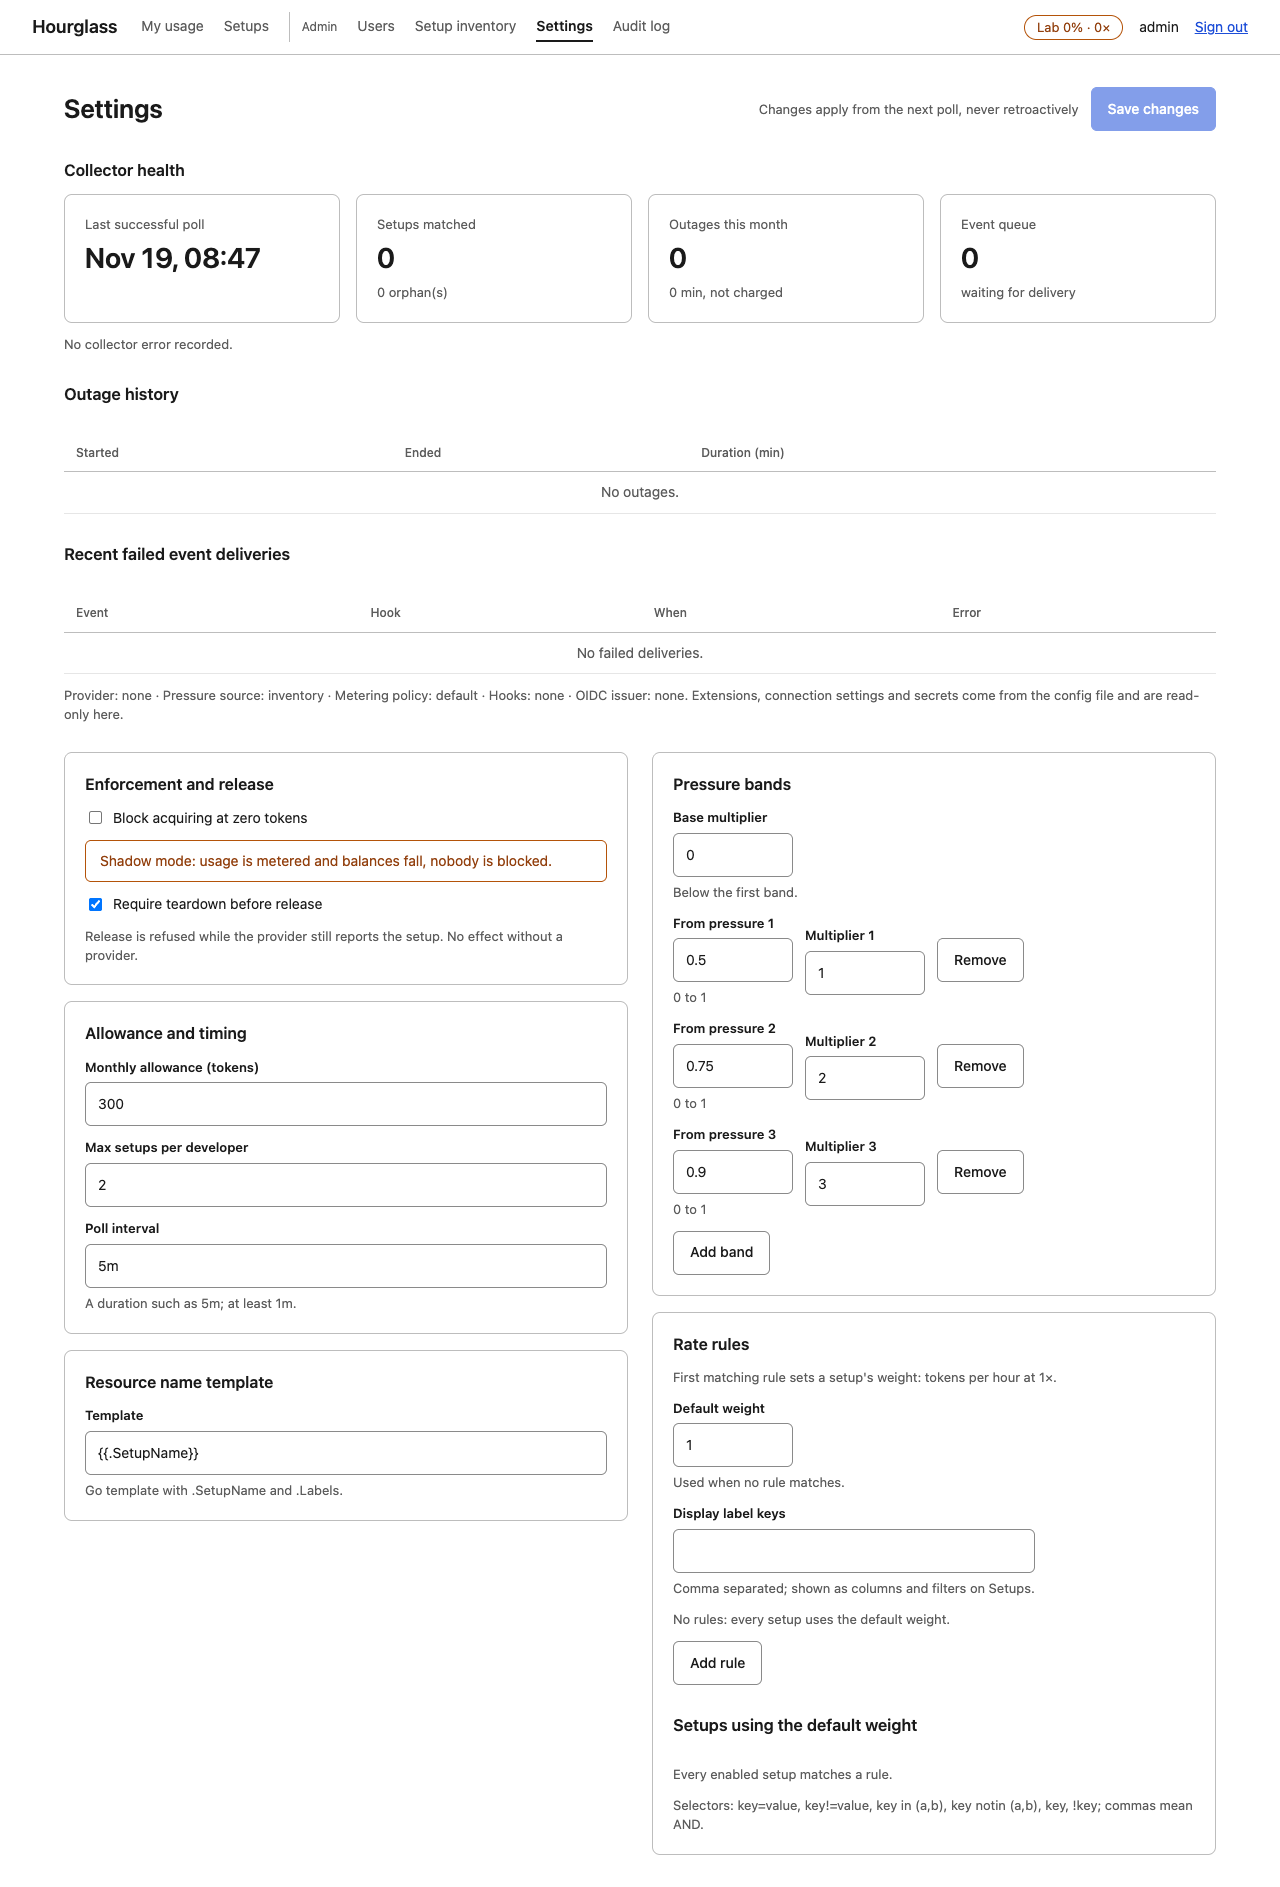 Hourglass
My usage
Setups
Admin
Users
Setup inventory
Settings
Audit log
Lab 0% · 0×
admin
Sign out
Settings
Changes apply from the next poll, never retroactively
Save changes
Collector health
Last successful poll
Nov 19, 08:47
Setups matched
0
0 orphan(s)
Outages this month
0
0 min, not charged
Event queue
0
waiting for delivery
No collector error recorded.
Outage history
Started
Ended
Duration (min)
No outages.
Recent failed event deliveries
Event
Hook
When
Error
No failed deliveries.
Provider: none · Pressure source: inventory · Metering policy: default · Hooks: none · OIDC issuer: none. Extensions, connection settings and secrets come from the config file and are read-
only here.
Enforcement and release
Block acquiring at zero tokens
Shadow mode: usage is metered and balances fall, nobody is blocked.
Require teardown before release
Release is refused while the provider still reports the setup. No effect without a
provider.
Allowance and timing
Monthly allowance (tokens)
300
Max setups per developer
2
Poll interval
5m
A duration such as 5m; at least 1m.
Resource name template
Template
{{.SetupName}}
Go template with .SetupName and .Labels.
Pressure bands
Base multiplier
0
Below the first band.
From pressure 1
0.5
0 to 1
Multiplier 1
1
Remove
From pressure 2
0.75
0 to 1
Multiplier 2
2
Remove
From pressure 3
0.9
0 to 1
Multiplier 3
3
Remove
Add band
Rate rules
First matching rule sets a setup's weight: tokens per hour at 1×.
Default weight
1
Used when no rule matches.
Display label keys
Comma separated; shown as columns and filters on Setups.
No rules: every setup uses the default weight.
Add rule
Setups using the default weight
Every enabled setup matches a rule.
Selectors: key=value, key!=value, key in (a,b), key notin (a,b), key, !key; commas mean
AND.